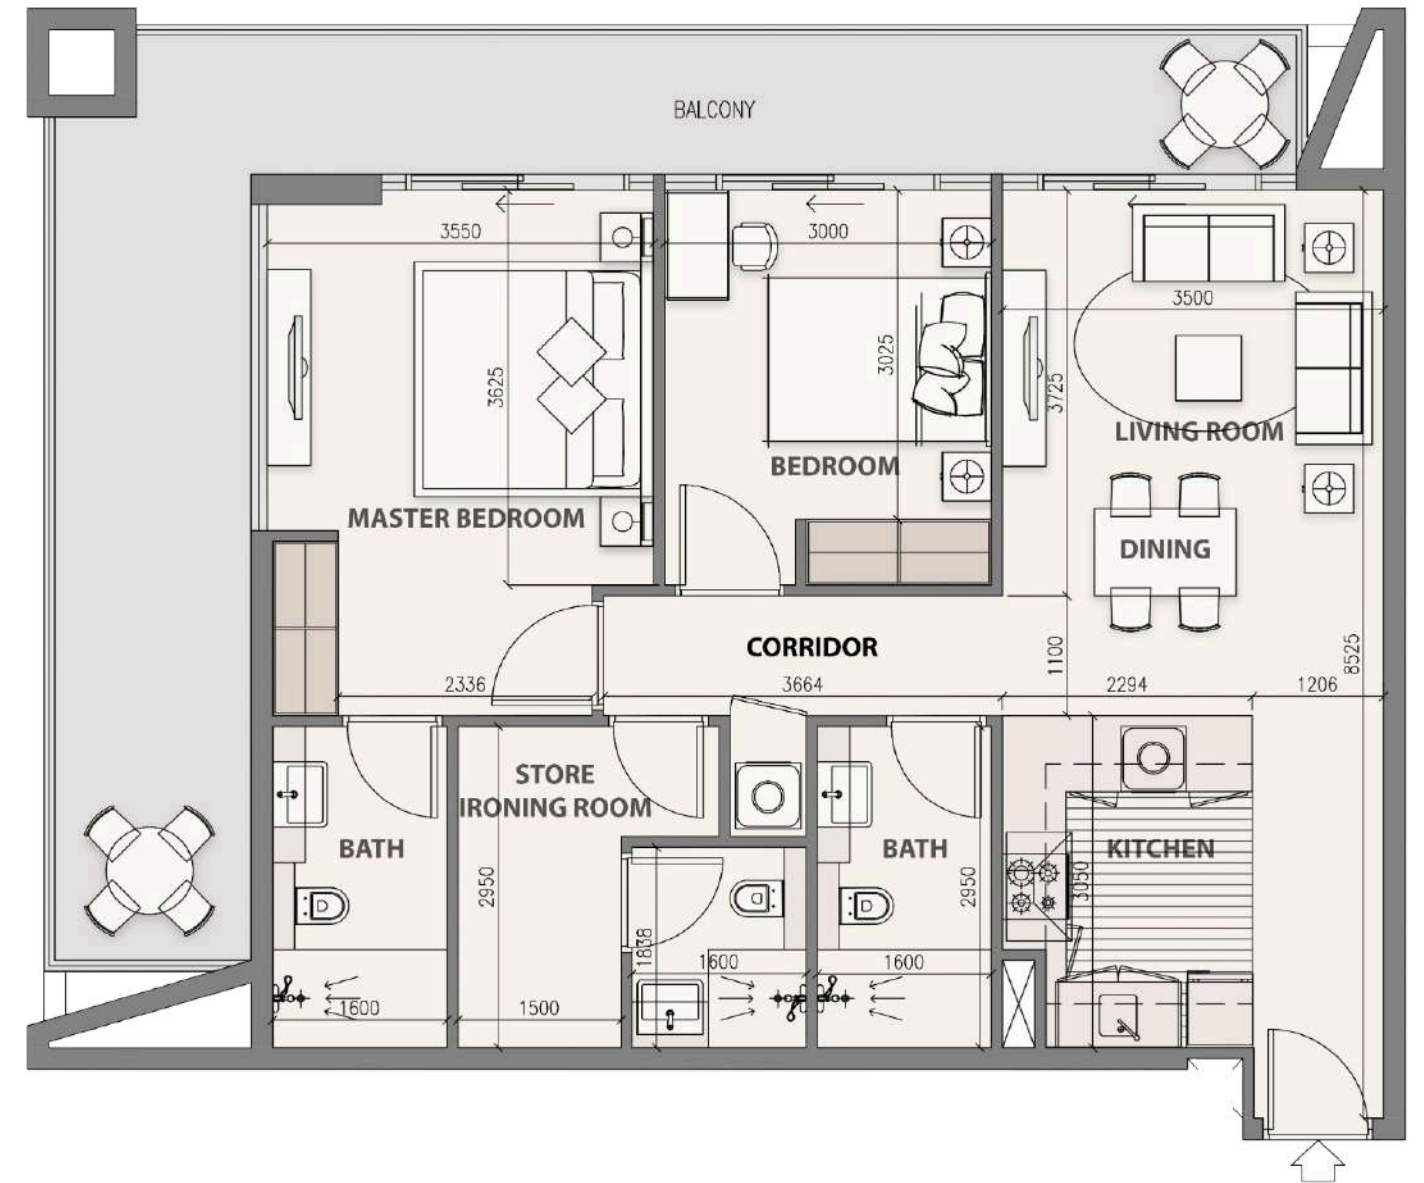 BALCONY
3550
3000
3500
3625
3025
3725
LIVING ROOM
BEDROOM
MASTER BEDROOM
DINING
CORRIDOR
1100
8525
2336
3664
2294
1206
STORE
IRONING ROOM
BATH
BATH
KITCHEN
2950
2950
3050
1838
1600
1600
1600
1500